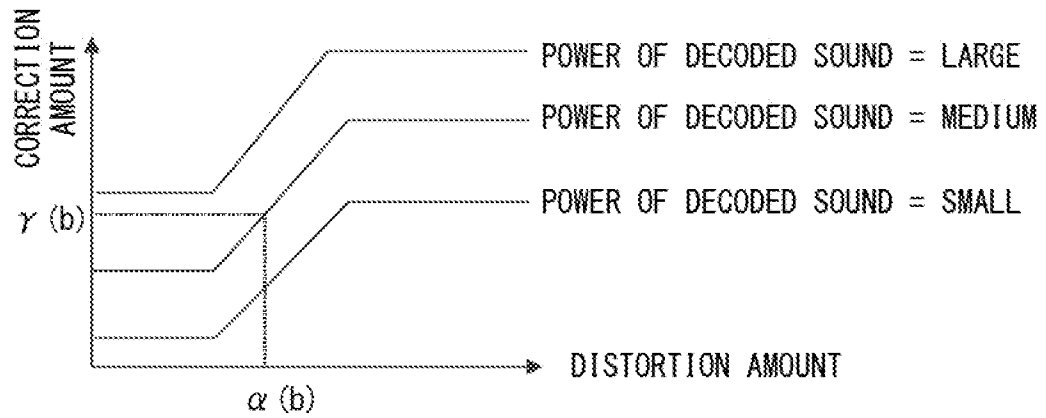 CORRECTION
AMOUNT
POWER OF DECODED SOUND = LARGE
POWER OF DECODED SOUND = MEDIUM
POWER OF DECODED SOUND = SMALL
γ (b)
DISTORTION AMOUNT
α (b)